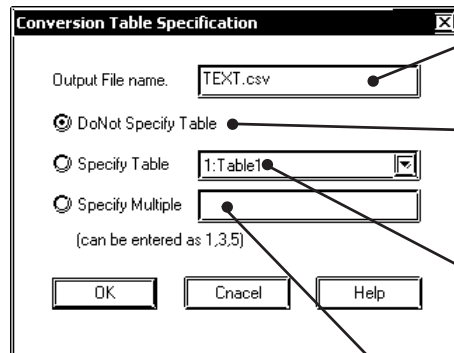 Conversion Table Specification
Output File name. TEXT.csv
DoNot Specify Table
Specify Table 1:Table1
Specify Multiple
(can be entered as 1,3,5)
OK Cnacel Help